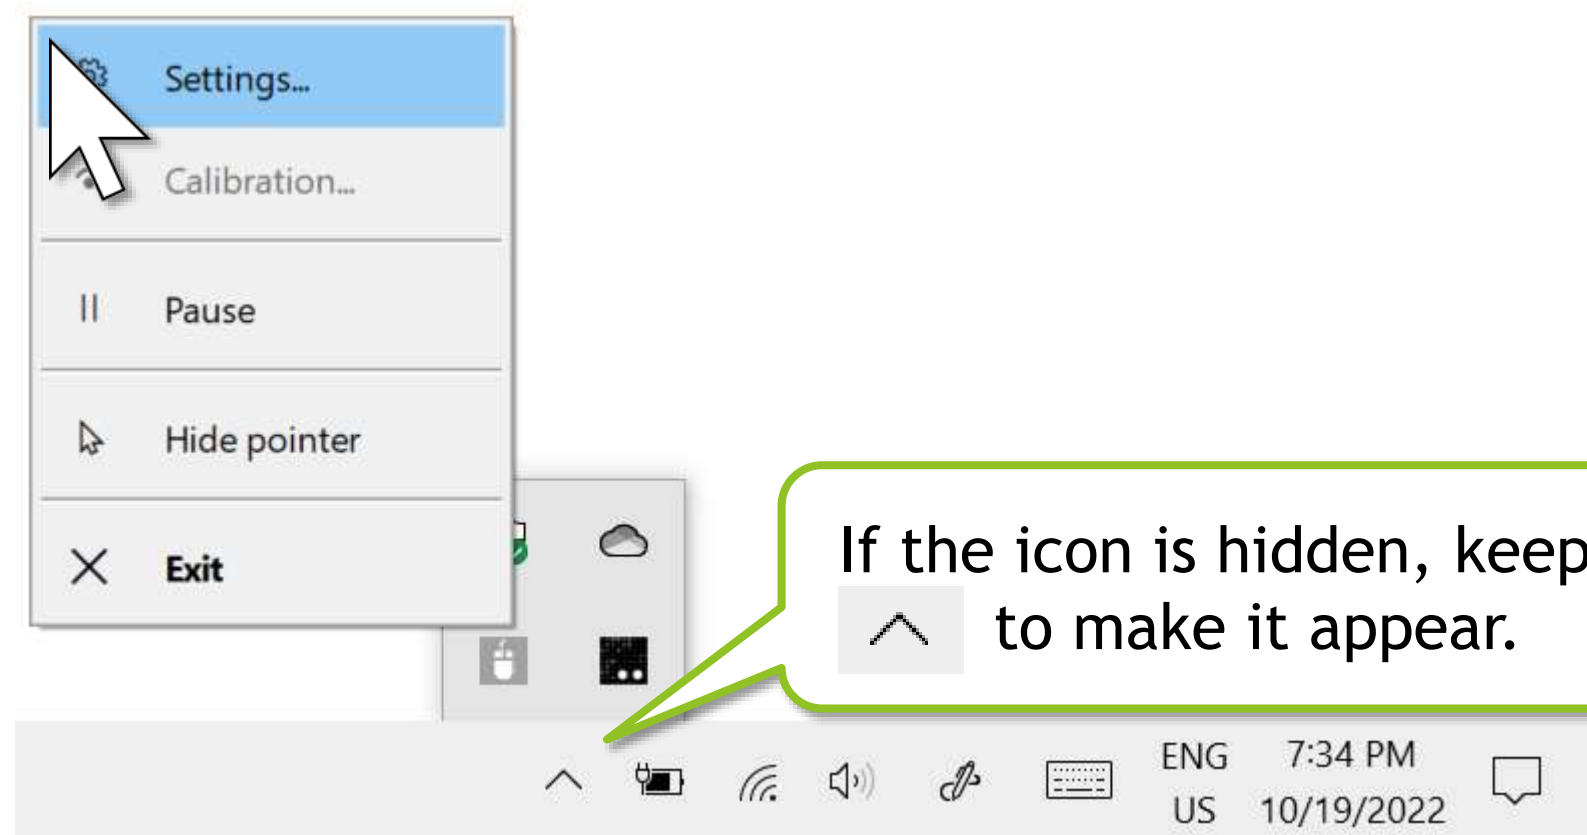 Settings...
Calibration...
Pause
Hide pointer
Exit
If the icon is hidden, keep
to make it appear.
ENG
US
7:34 PM
10/19/2022